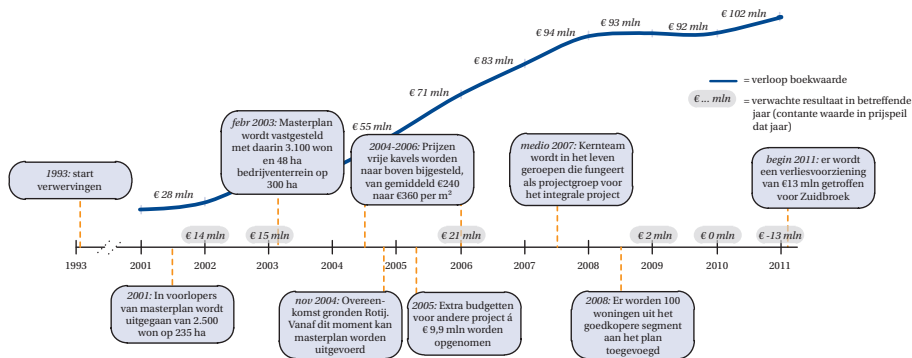 € 102 mln
€ 94 mln
€ 93 mln
€ 92 mln
€ 83 mln
€ 71 mln
€ 55 mln
€ 28 mln
= verloop boekwaarde
€ ... mln
= verwachte resultaat in betreffende
jaar (contante waarde in prijspeil
dat jaar)
1993: start
verwervingen
febr 2003: Masterplan
wordt vastgesteld
met daarin 3.100 won
en 48 ha
bedrijventerrein op
300 ha
2004-2006: Prijzen
vrije kavels worden
naar boven bijgesteld,
van gemiddeld €240
naar €360 per m²
medio 2007: Kernteam
wordt in het leven
geroepen die fungeert
als projectgroep voor
het integrale project
begin 2011: er wordt
een verliesvoorziening
van €13 mln getroffen
voor Zuidbroek
€ 14 mln
€ 15 mln
€ 21 mln
€ 2 mln
€ 0 mln
€ -13 mln
1993
2001
2002
2003
2004
2005
2006
2007
2008
2009
2010
2011
2001: In voorlopers
van masterplan wordt
uitgegaan van 2.500
won op 235 ha
nov 2004: Overeen-
komst gronden Rotij.
Vanaf dit moment kan
masterplan worden
uitgevoerd
2005: Extra budgetten
voor andere project á
€ 9,9 mln worden
opgenomen
2008: Er worden 100
woningen uit het
goedkopere segment
aan het plan
toegevoegd